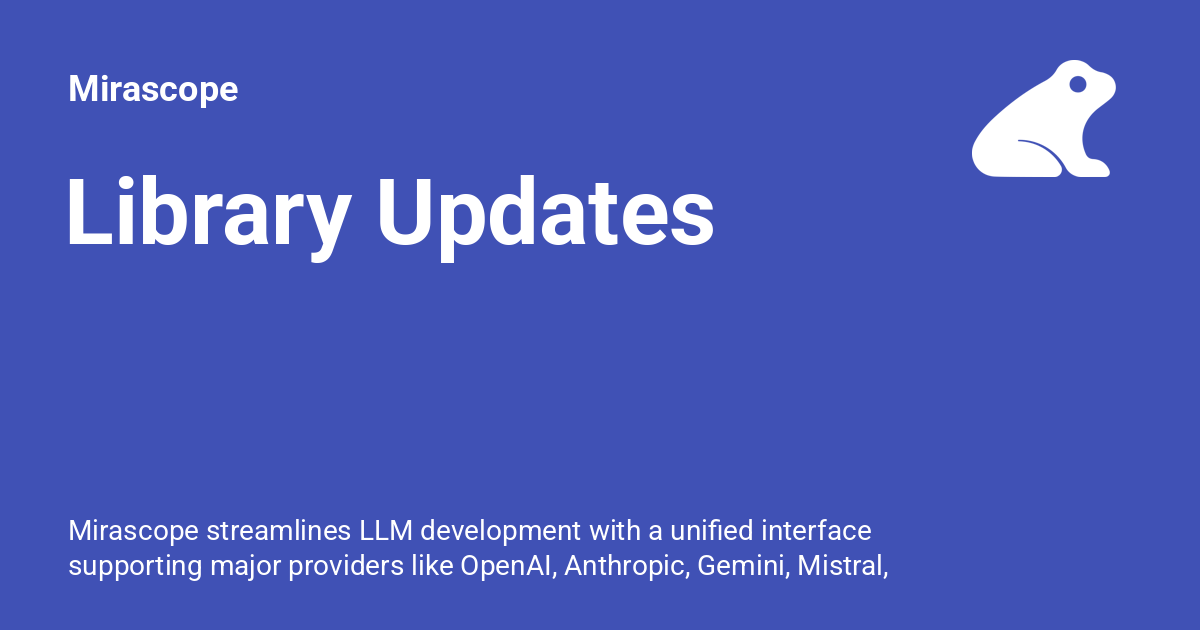 Mirascope
Library Updates
Mirascope streamlines LLM development with a unified interface
supporting major providers like OpenAI, Anthropic, Gemini, Mistral,